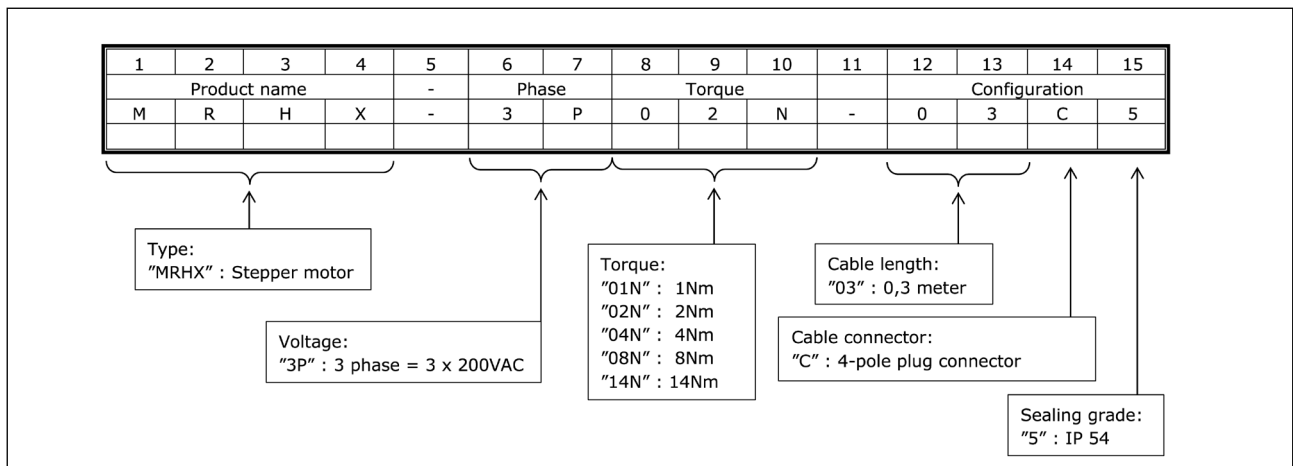 1 2 3 4 5 6 7 8 9 10 11 12 13 14 15
Product name - Phase Torque Configuration
M R H X - 3 P 0 2 N - 0 3 C 5
Type:
"MRHX" : Stepper motor
Voltage:
"3P" : 3 phase = 3 x 200VAC
Torque:
"01N" : 1Nm
"02N" : 2Nm
"04N" : 4Nm
"08N" : 8Nm
"14N" : 14Nm
Cable length:
"03" : 0,3 meter
Cable connector:
"C" : 4-pole plug connector
Sealing grade:
"5" : IP 54